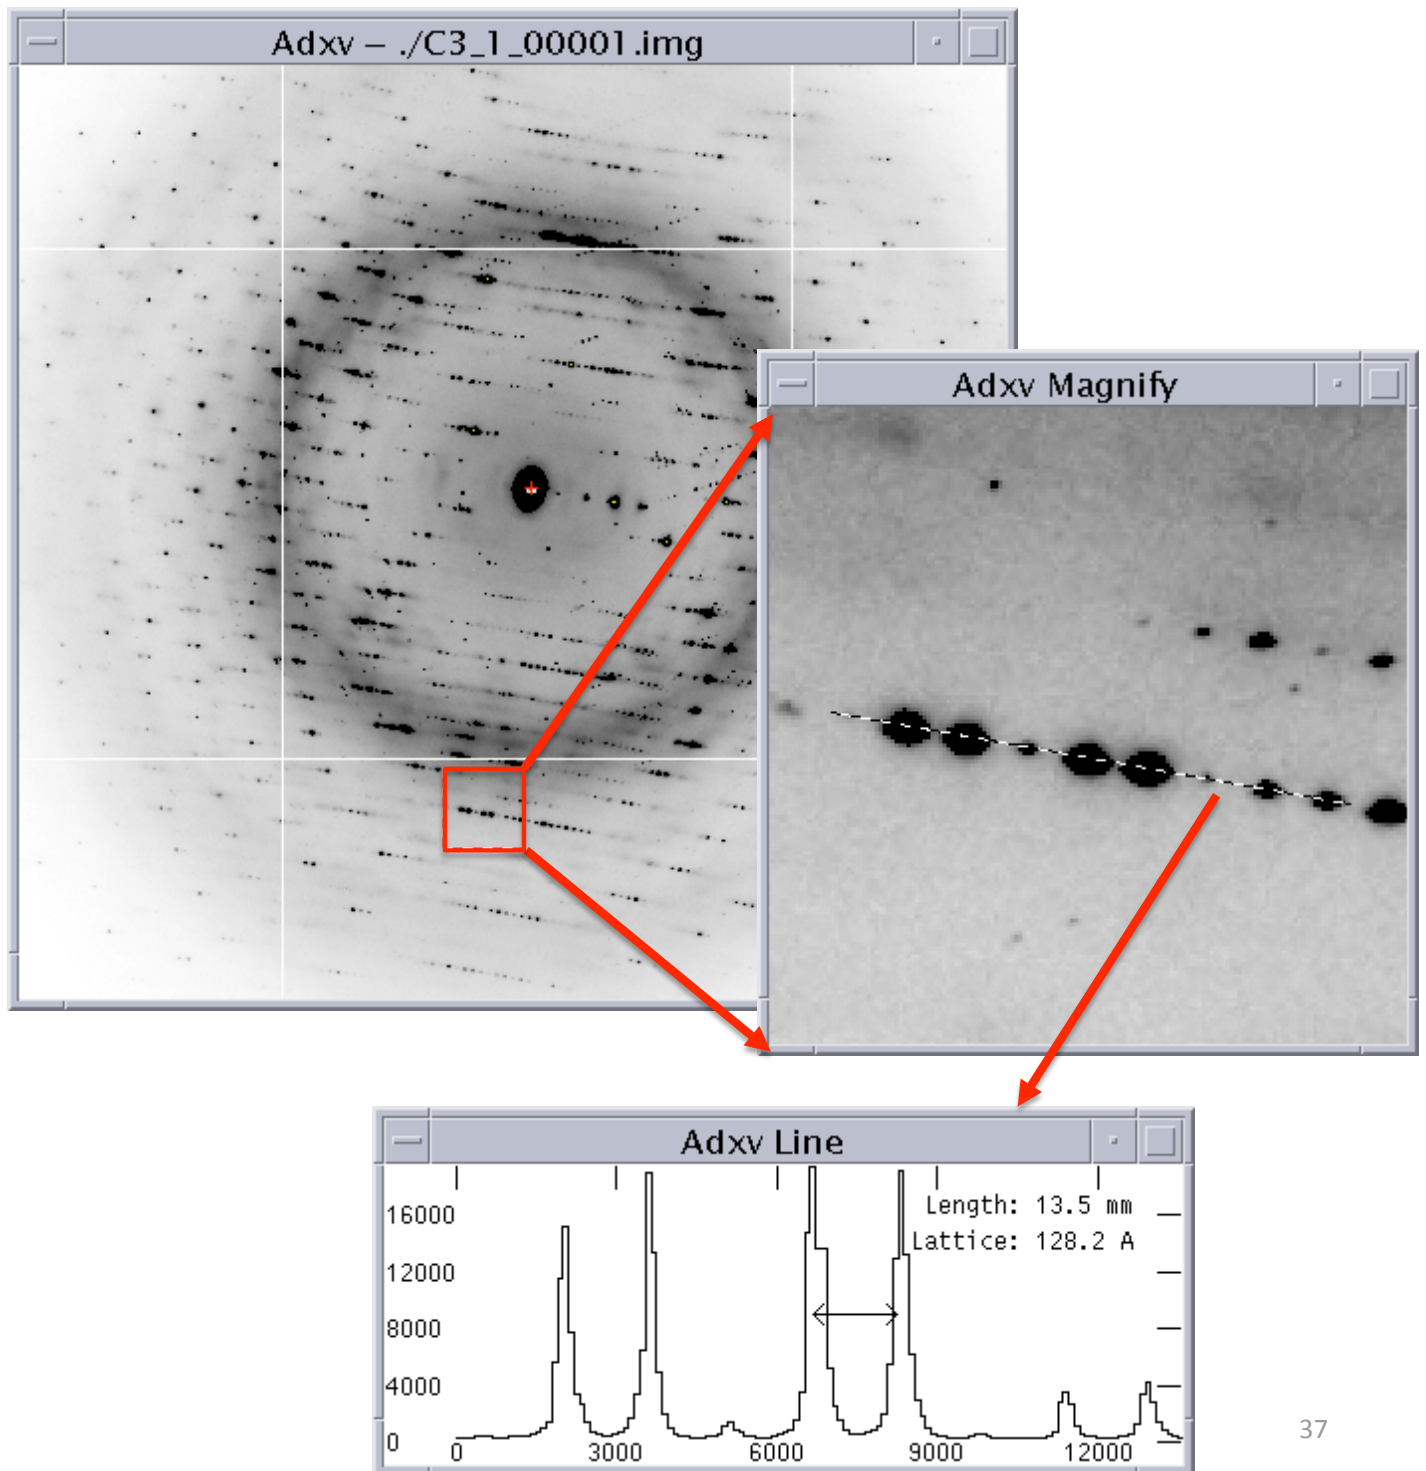 Adxv – ./C3_1_00001.img
Adxv Magnify
Adxv Line
Length: 13.5 mm
Lattice: 128.2 A
16000
12000
8000
4000
0
0 3000 6000 9000 12000
37